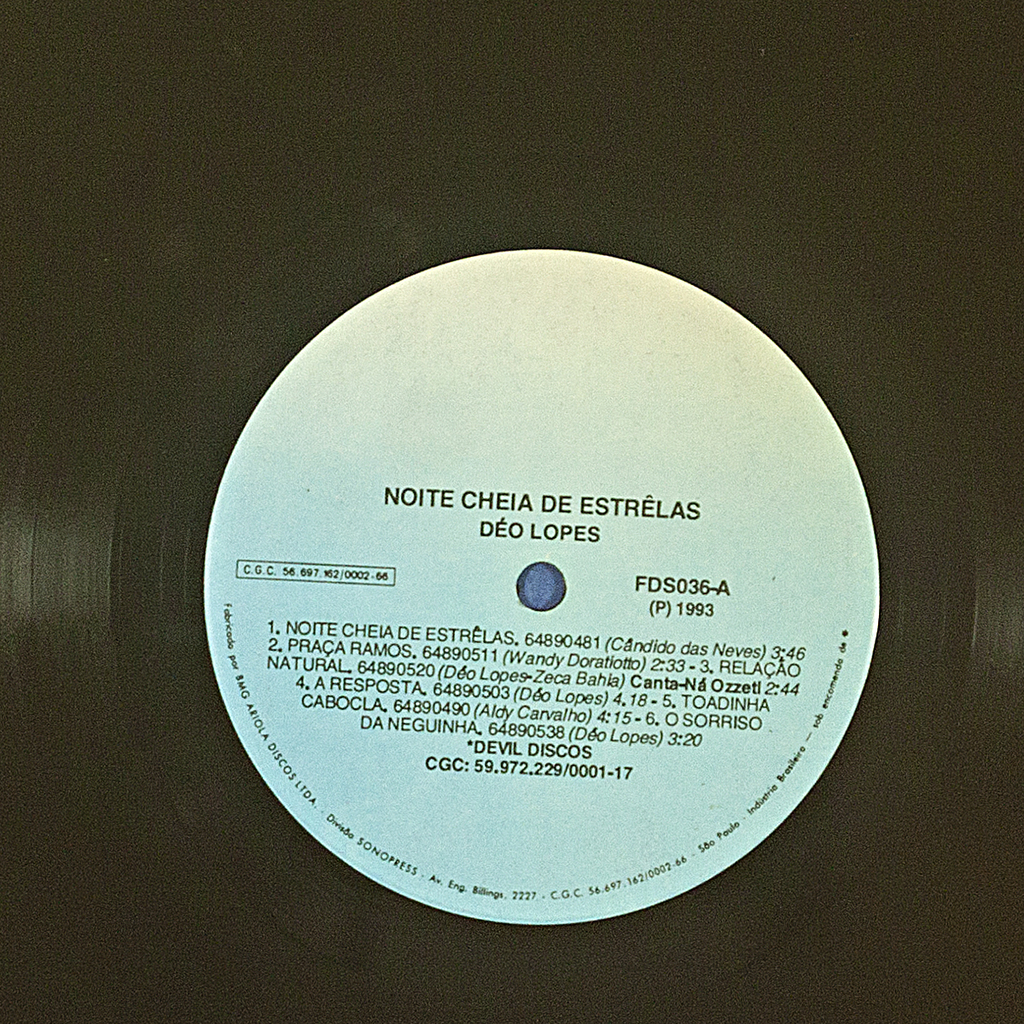 NOITE CHEIA DE ESTRÊLAS
DÉO LOPES
C.G.C. 56.697.162/0002-66
FDS036-A
(P) 1993
1. NOITE CHEIA DE ESTRÊLAS. 64890481 (Cândido das Neves) 3:46
2. PRAÇA RAMOS. 64890511 (Wandy Doratiotto) 2:33 - 3. RELAÇÃO
NATURAL. 64890520 (Déo Lopes-Zeca Bahia) Canta-Ná Ozzeti 2:44
4. A RESPOSTA. 64890503 (Déo Lopes) 4.18 - 5. TOADINHA
CABOCLA. 64890490 (Aldy Carvalho) 4:15 - 6. O SORRISO
DA NEGUINHA. 64890538 (Déo Lopes) 3:20
*DEVIL DISCOS
CGC: 59.972.229/0001-17
Fabricado por BMG ARIOLA DISCOS LTDA - Divisão SONOPRESS - Av. Eng. Billings, 2227 - C.G.C. 56.697.162/0002-66 - São Paulo - Indústria Brasileira — sob encomenda de *